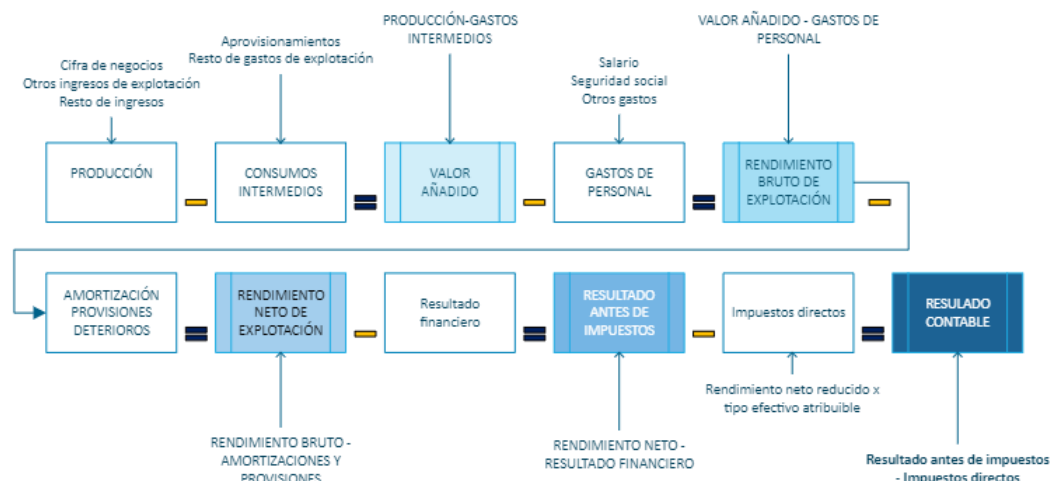 PRODUCCIÓN-GASTOS
INTERMEDIOS
VALOR AÑADIDO - GASTOS DE
PERSONAL
Aprovisionamientos
Resto de gastos de explotación
Cifra de negocios
Otros ingresos de explotación
Resto de ingresos
Salario
Seguridad social
Otros gastos
PRODUCCIÓN
CONSUMOS
INTERMEDIOS
VALOR
AÑADIDO
GASTOS DE
PERSONAL
RENDIMIENTO
BRUTO DE
EXPLOTACIÓN
AMORTIZACIÓN
PROVISIONES
DETERIOROS
RENDIMIENTO
NETO DE
EXPLOTACIÓN
Resultado
financiero
RESULTADO
ANTES DE
IMPUESTOS
Impuestos directos
RESULADO
CONTABLE
Rendimiento neto reducido x
tipo efectivo atribuible
RENDIMIENTO BRUTO -
AMORTIZACIONES Y
PROVISIONES
RENDIMIENTO NETO -
RESULTADO FINANCIERO
Resultado antes de impuestos
- Impuestos directos